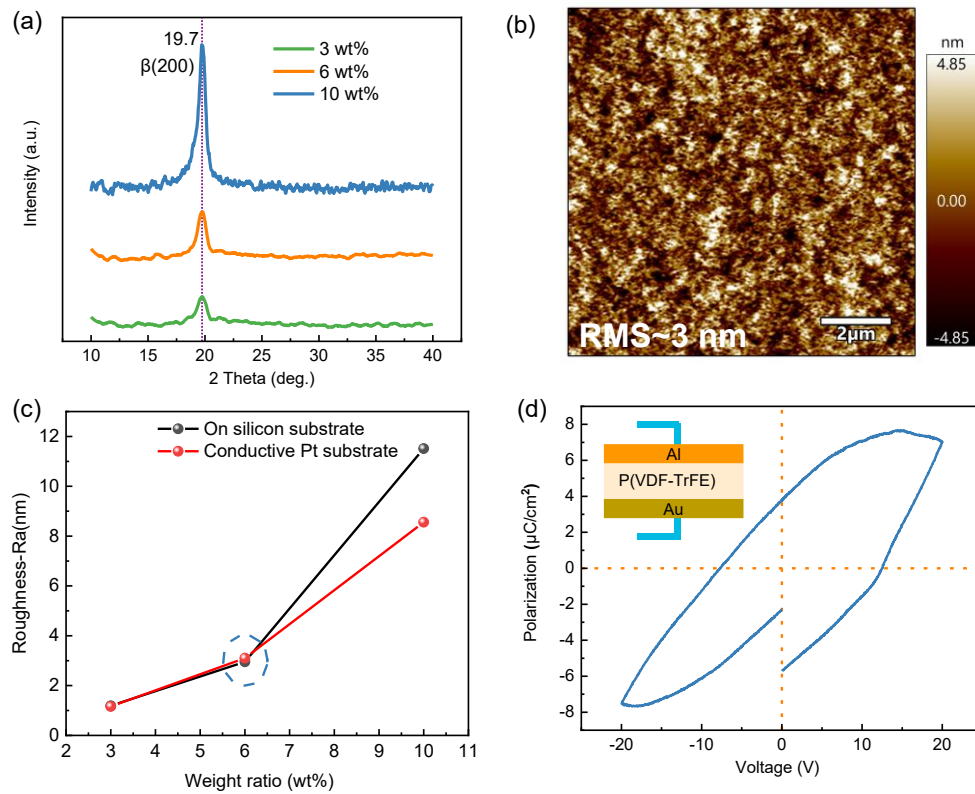 (a)
19.7
β(200)
3 wt%
6 wt%
10 wt%
Intensity (a.u.)
10 15 20 25 30 35 40
2 Theta (deg.)
(b)
nm
4.85
0.00
-4.85
RMS~3 nm
2μm
(c)
On silicon substrate
Conductive Pt substrate
Roughness-Ra(nm)
12
10
8
6
4
2
0
2 3 4 5 6 7 8 9 10 11
Weight ratio (wt%)
(d)
Al
P(VDF-TrFE)
Au
Polarization (μC/cm²)
8
6
4
2
0
-2
-4
-6
-8
-20 -10 0 10 20
Voltage (V)